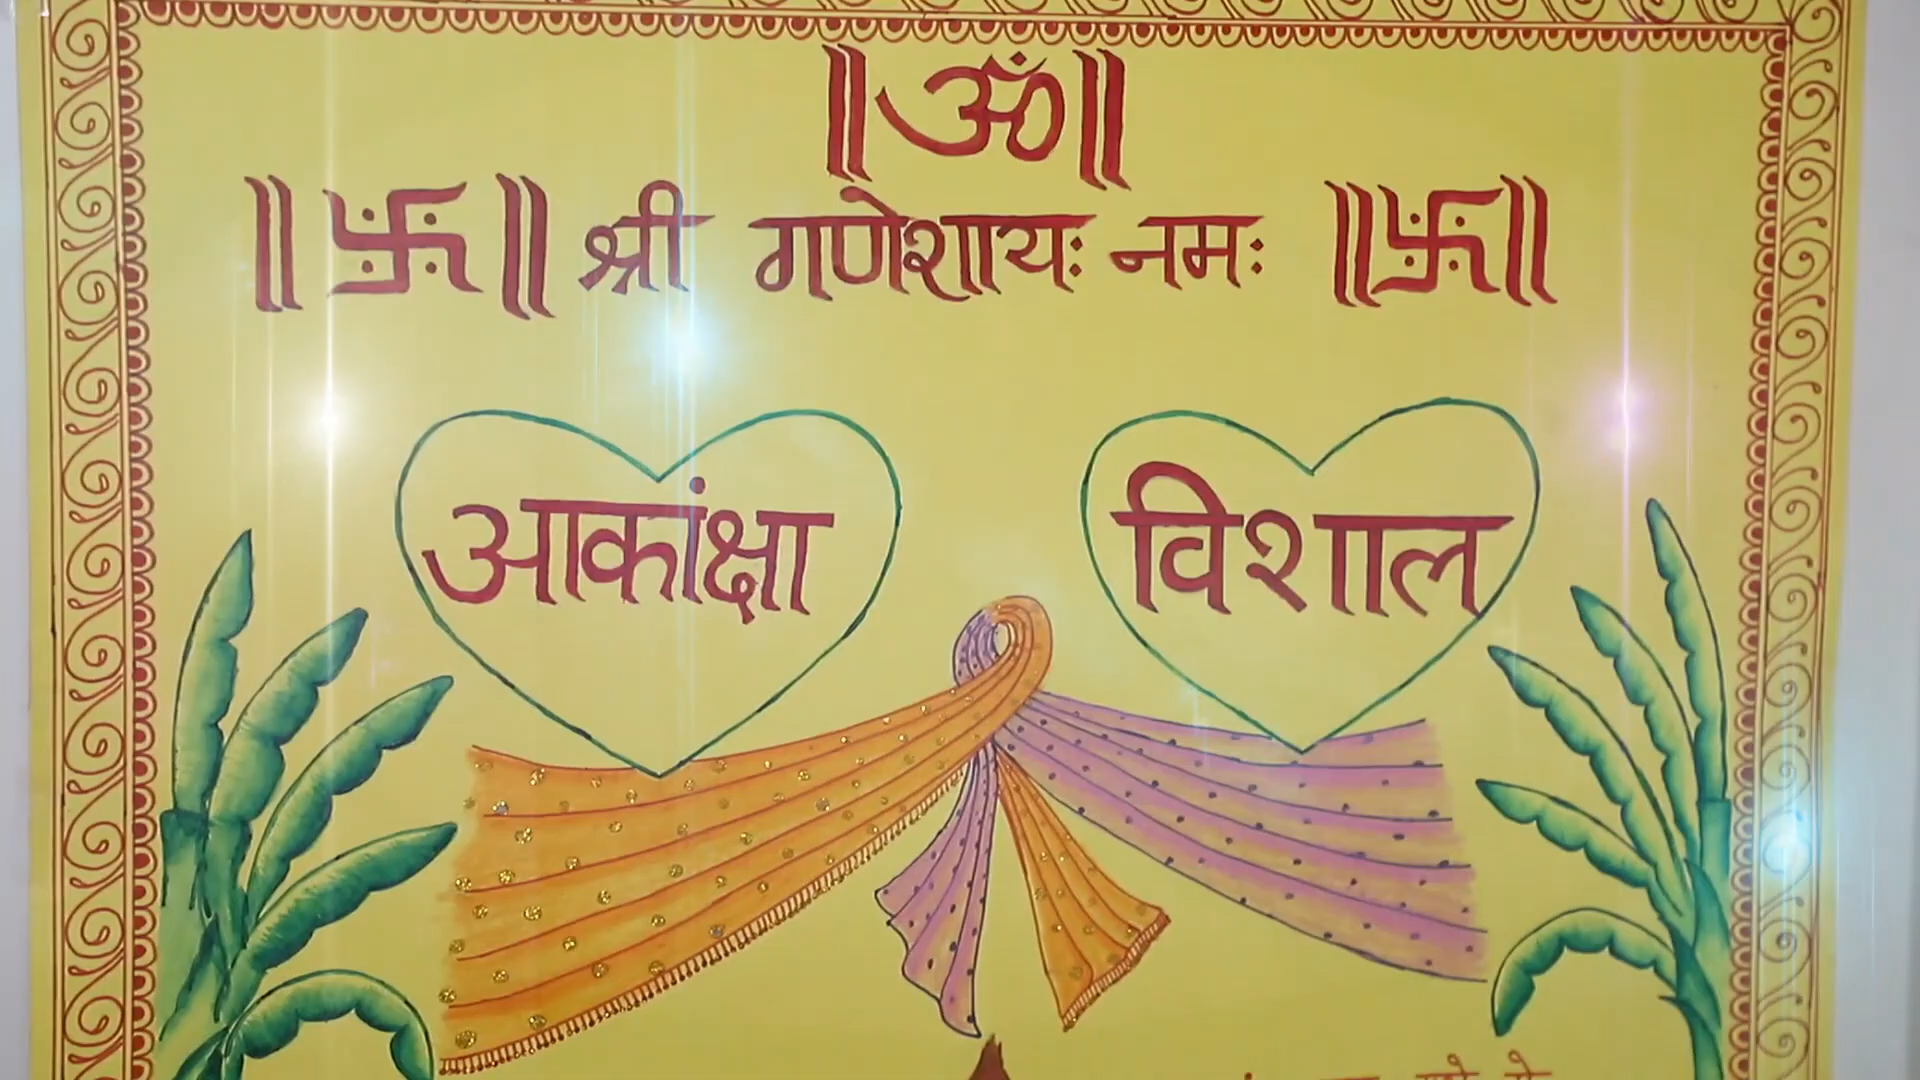 ॥ॐ॥
॥ 卐 ॥ श्री गणेशायः नमः ॥ 卐 ॥
आकांक्षा
विशाल